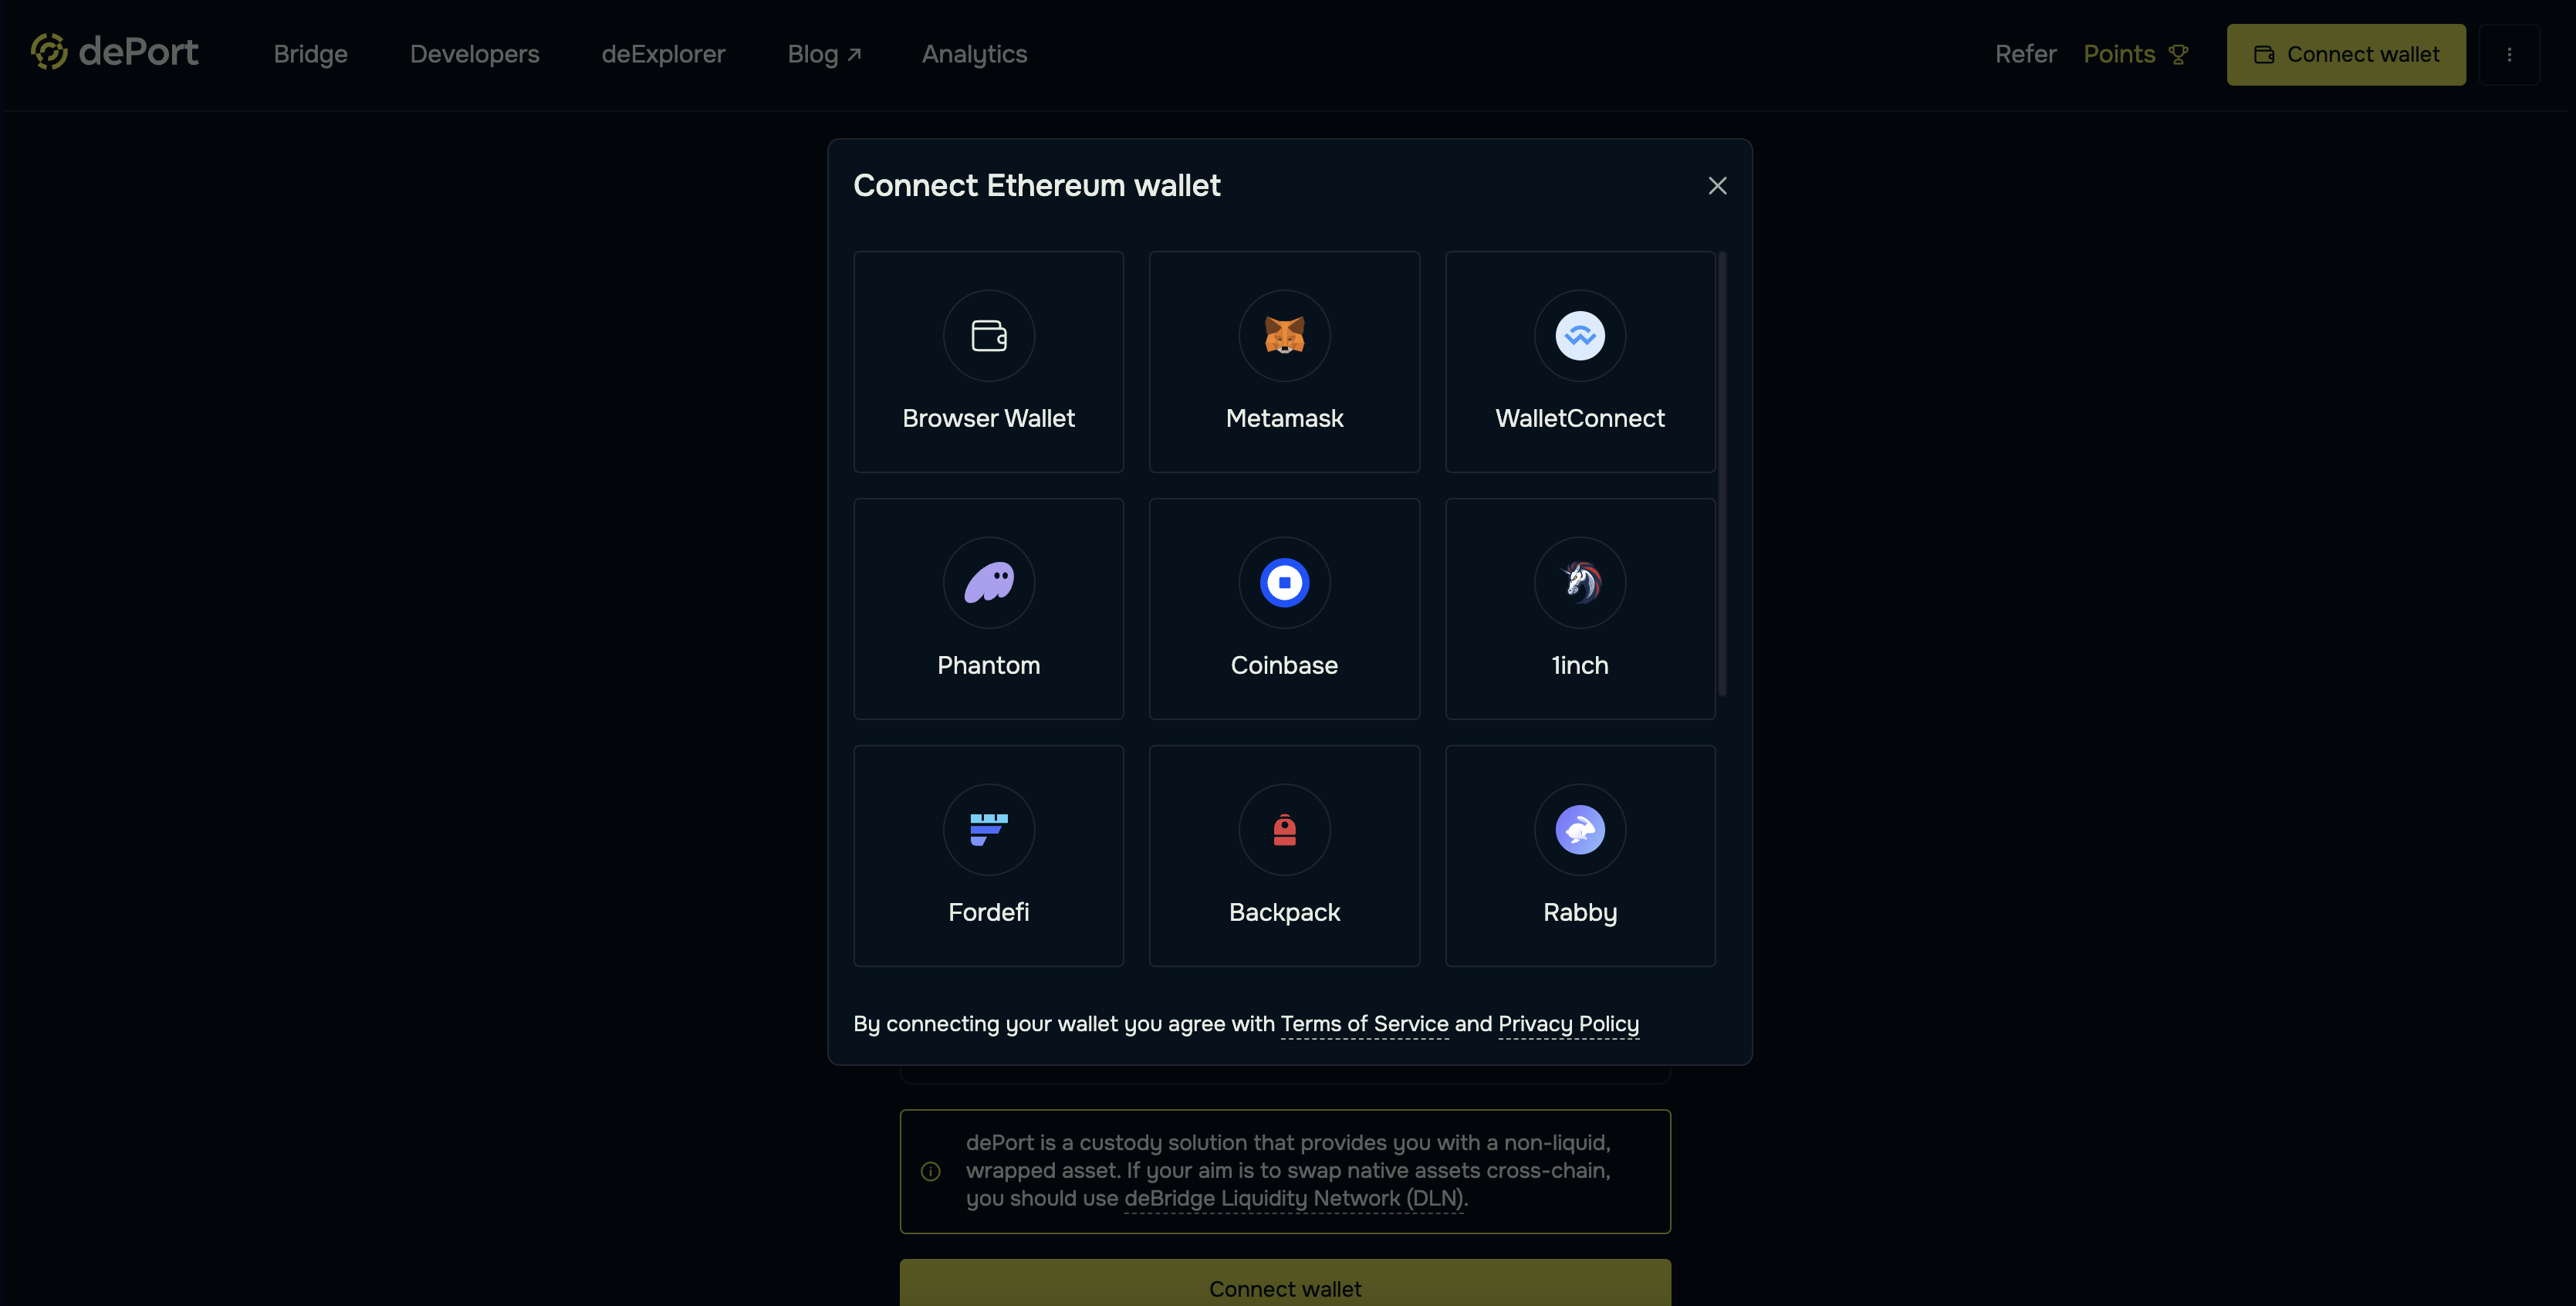 dePort
Bridge
Developers
deExplorer
Blog ↗
Analytics
Refer
Points
Connect wallet
Connect Ethereum wallet
Browser Wallet
Metamask
WalletConnect
Phantom
Coinbase
1inch
Fordefi
Backpack
Rabby
By connecting your wallet you agree with Terms of Service and Privacy Policy
dePort is a custody solution that provides you with a non-liquid,
wrapped asset. If your aim is to swap native assets cross-chain,
you should use deBridge Liquidity Network (DLN).
Connect wallet